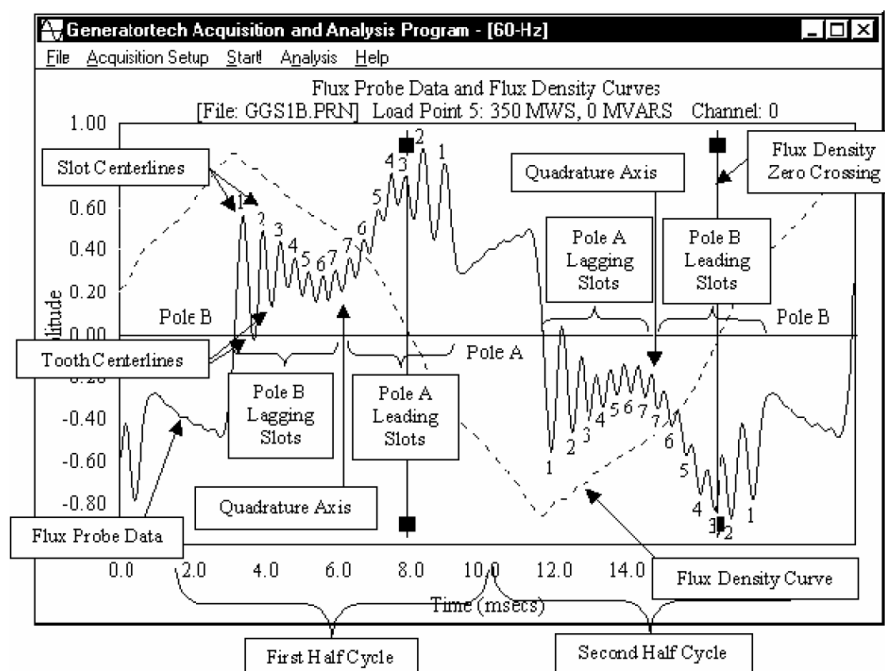 Generatortech Acquisition and Analysis Program - [60-Hz]
File Acquisition Setup Start! Analysis Help
Flux Probe Data and Flux Density Curves
[File: GGS1B.PRN] Load Point 5: 350 MWS, 0 MVARS Channel: 0
1.00
Slot Centerlines
Quadrature Axis
Flux Density
Zero Crossing
0.60
0.40
0.20
0.00
-0.40
-0.60
-0.80
1 2 3 4 5 6 7
7 6 5 4 3 2 1
Pole A
Lagging
Slots
Pole B
Leading
Slots
Pole B
Pole A
Pole B
Tooth Centerlines
Pole B
Lagging
Slots
Pole A
Leading
Slots
1 2 3 4 5 6 7
7 6 5 4 3 2 1
Quadrature Axis
Flux Probe Data
Flux Density Curve
0.0 2.0 4.0 6.0 8.0 10.0 12.0 14.0
Time (msecs)
First Half Cycle
Second Half Cycle